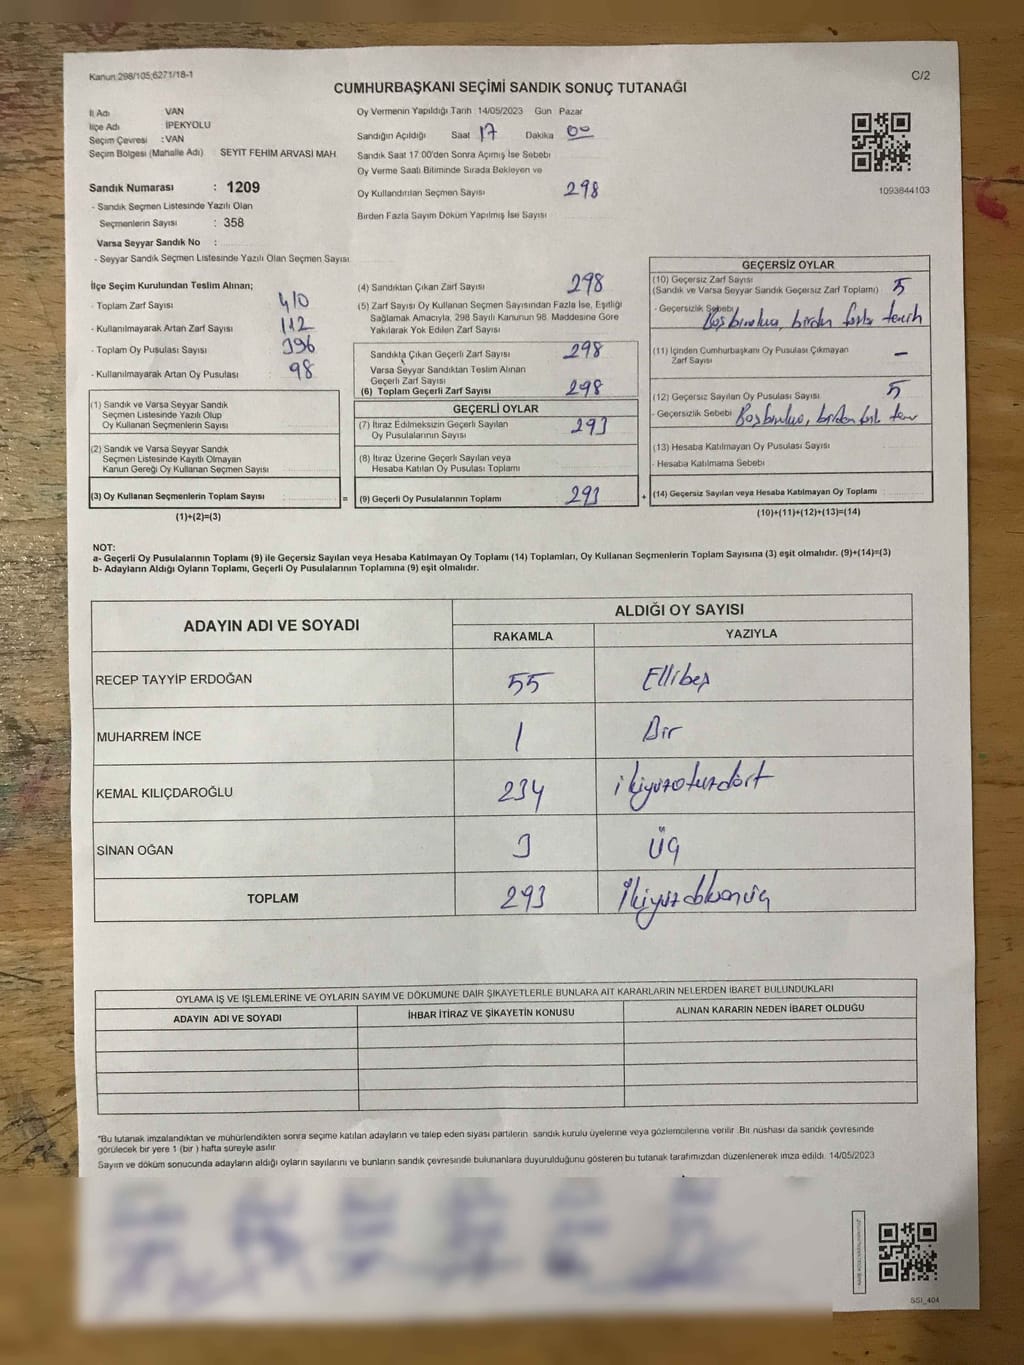 Kanun:298/105;6271/18-1
C/2
CUMHURBAŞKANI SEÇİMİ SANDIK SONUÇ TUTANAĞI
İl Adı VAN
İlçe Adı İPEKYOLU
Seçim Çevresi :VAN
Seçim Bölgesi (Mahalle Adı) SEYİT FEHİM ARVASİ MAH
Oy Vermenin Yapıldığı Tarih 14/05/2023 Gün Pazar
Sandığın Açıldığı Saat 17 Dakika 00
Sandık Saat 17 00'den Sonra Açımış İse Sebebi
Oy Verme Saati Bitiminde Sırada Bekleyen ve
Oy Kullandırılan Seçmen Sayısı 298
Birden Fazla Sayım Döküm Yapılmış İse Sayısı
1093844103
Sandık Numarası : 1209
- Sandık Seçmen Listesinde Yazılı Olan
Seçmenlerin Sayısı : 358
Varsa Seyyar Sandık No :
- Seyyar Sandık Seçmen Listesinde Yazılı Olan Seçmen Sayısı
İlçe Seçim Kurulundan Teslim Alınan;
- Toplam Zarf Sayısı 410
- Kullanılmayarak Artan Zarf Sayısı 112
- Toplam Oy Pusulası Sayısı 396
- Kullanılmayarak Artan Oy Pusulası 98
(1) Sandık ve Varsa Seyyar Sandık
Seçmen Listesinde Yazılı Olup
Oy Kullanan Seçmenlerin Sayısı
(2) Sandık ve Varsa Seyyar Sandık
Seçmen Listesinde Kayıtlı Olmayan
Kanun Gereği Oy Kullanan Seçmen Sayısı
(3) Oy Kullanan Seçmenlerin Toplam Sayısı =
(1)+(2)=(3)
(4) Sandıktan Çıkan Zarf Sayısı 298
(5) Zarf Sayısı Oy Kullanan Seçmen Sayısından Fazla İse, Eşitliği
Sağlamak Amacıyla, 298 Sayılı Kanunun 98. Maddesine Göre
Yakılarak Yok Edilen Zarf Sayısı
Sandıkta Çıkan Geçerli Zarf Sayısı 298
Varsa Seyyar Sandıktan Teslim Alınan
Geçerli Zarf Sayısı
(6) Toplam Geçerli Zarf Sayısı 298
GEÇERLİ OYLAR
(7) İtiraz Edilmeksizin Geçerli Sayılan
Oy Pusulalarının Sayısı 293
(8) İtiraz Üzerine Geçerli Sayılan veya
Hesaba Katılan Oy Pusulası Toplamı
(9) Geçerli Oy Pusulalarının Toplamı 293 +
GEÇERSİZ OYLAR
(10) Geçersiz Zarf Sayısı
(Sandık ve Varsa Seyyar Sandık Geçersiz Zarf Toplamı) 5
- Geçersizlik Sebebi birden fazla tercih
(11) İçinden Cumhurbaşkanı Oy Pusulası Çıkmayan
Zarf Sayısı –
(12) Geçersiz Sayılan Oy Pusulası Sayısı 5
- Geçersizlik Sebebi
(13) Hesaba Katılmayan Oy Pusulası Sayısı
- Hesaba Katılmama Sebebi
(14) Geçersiz Sayılan veya Hesaba Katılmayan Oy Toplamı
(10)+(11)+(12)+(13)=(14)
NOT:
a- Geçerli Oy Pusulalarının Toplamı (9) ile Geçersiz Sayılan veya Hesaba Katılmayan Oy Toplamı (14) Toplamları, Oy Kullanan Seçmenlerin Toplam Sayısına (3) eşit olmalıdır. (9)+(14)=(3)
b- Adayların Aldığı Oyların Toplamı, Geçerli Oy Pusulalarının Toplamına (9) eşit olmalıdır.
ADAYIN ADI VE SOYADI ALDIĞI OY SAYISI
RAKAMLA YAZIYLA
RECEP TAYYİP ERDOĞAN 55 Ellibeş
MUHARREM İNCE 1 Bir
KEMAL KILIÇDAROĞLU 234 ikiyüzotuzdört
SİNAN OĞAN 3 üç
TOPLAM 293 ikiyüzdoksanüç
OYLAMA İŞ VE İŞLEMLERİNE VE OYLARIN SAYIM VE DÖKÜMÜNE DAİR ŞİKAYETLERLE BUNLARA AİT KARARLARIN NELERDEN İBARET BULUNDUKLARI
ADAYIN ADI VE SOYADI İHBAR İTİRAZ VE ŞİKAYETİN KONUSU ALINAN KARARIN NEDEN İBARET OLDUĞU
"Bu tutanak imzalandıktan ve mühürlendikten sonra seçime katılan adayların ve talep eden siyasi partilerin sandık kurulu üyelerine veya gözlemcilerine verilir .Bir nüshası da sandık çevresinde
görülecek bir yere 1 (bir ) hafta süreyle asılır
Sayım ve döküm sonucunda adayların aldığı oyların sayılarını ve bunların sandık çevresinde bulunanlara duyurulduğunu gösteren bu tutanak tarafımızdan düzenlenerek imza edildi. 14/05/2023
SSI_404